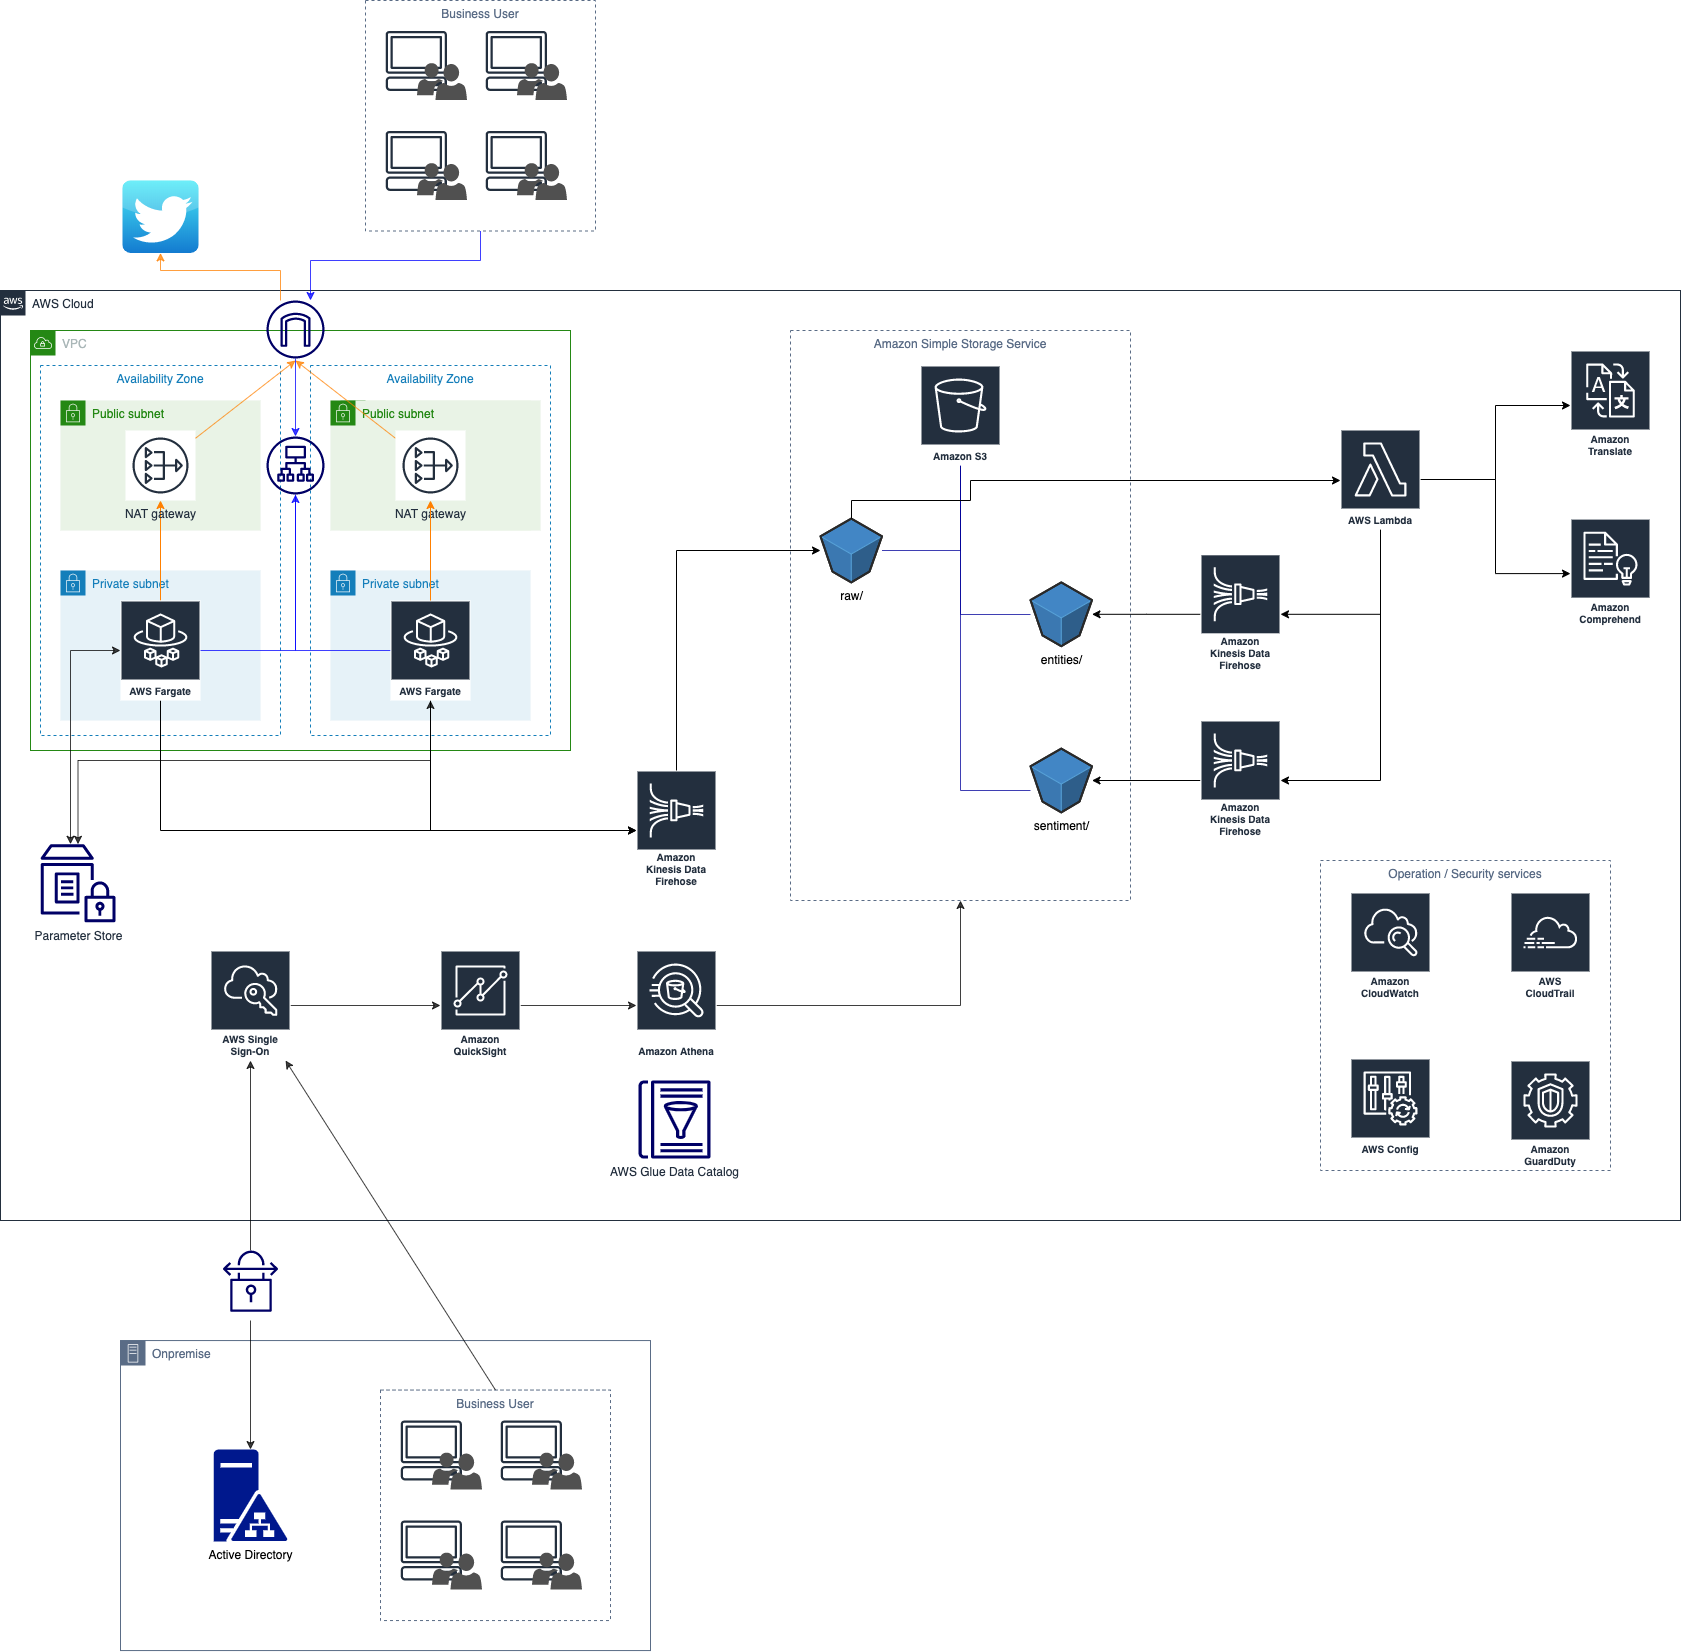 Business User
aws
AWS Cloud
VPC
Availability Zone
Availability Zone
Public subnet
Public subnet
NAT gateway
NAT gateway
Private subnet
Private subnet
AWS Fargate
AWS Fargate
Amazon Simple Storage Service
Amazon S3
raw/
entities/
sentiment/
AWS Lambda
A
文
Amazon
Translate
Amazon
Comprehend
Amazon
Kinesis Data
Firehose
Amazon
Kinesis Data
Firehose
Amazon
Kinesis Data
Firehose
Parameter Store
Operation / Security services
Amazon
CloudWatch
AWS
CloudTrail
AWS Config
Amazon
GuardDuty
AWS Single
Sign-On
Amazon
QuickSight
Amazon Athena
AWS Glue Data Catalog
Onpremise
Business User
Active Directory